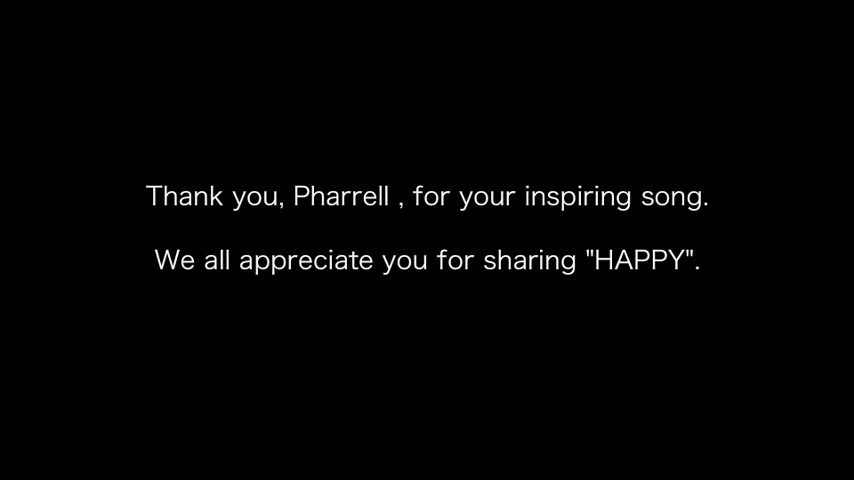 Thank you, Pharrell , for your inspiring song.
We all appreciate you for sharing "HAPPY".